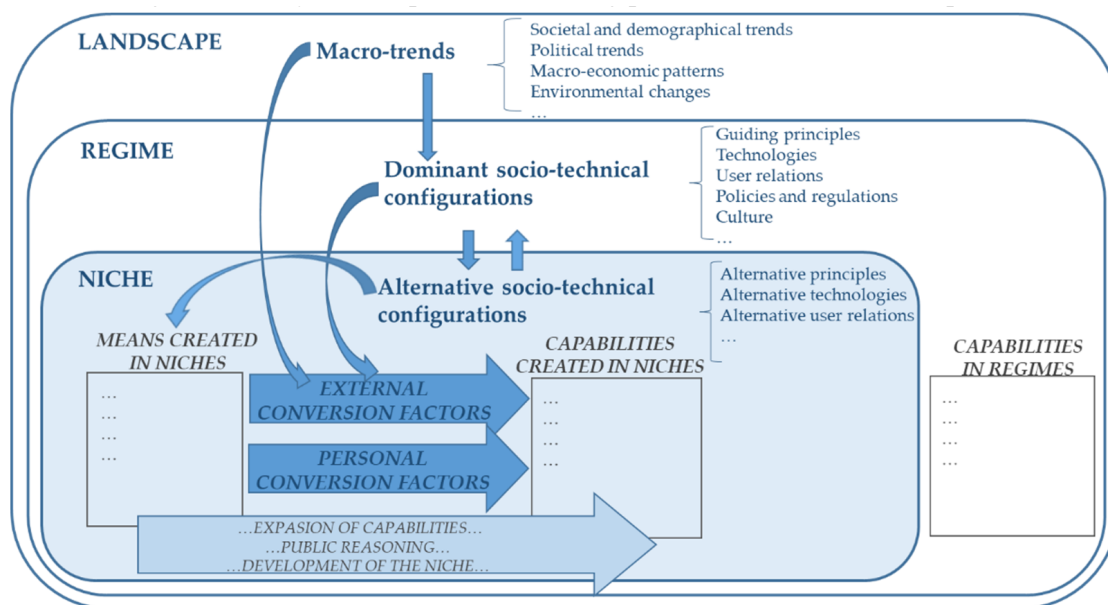 LANDSCAPE
Macro-trends
Societal and demographical trends
Political trends
Macro-economic patterns
Environmental changes
…
REGIME
Dominant socio-technical
configurations
Guiding principles
Technologies
User relations
Policies and regulations
Culture
…
NICHE
Alternative socio-technical
configurations
Alternative principles
Alternative technologies
Alternative user relations
…
MEANS CREATED
IN NICHES
…
…
…
…
EXTERNAL
CONVERSION FACTORS
PERSONAL
CONVERSION FACTORS
CAPABILITIES
CREATED IN NICHES
…
…
…
…
CAPABILITIES
IN REGIMES
…
…
…
…
…EXPASION OF CAPABILITIES…
…PUBLIC REASONING…
…DEVELOPMENT OF THE NICHE…